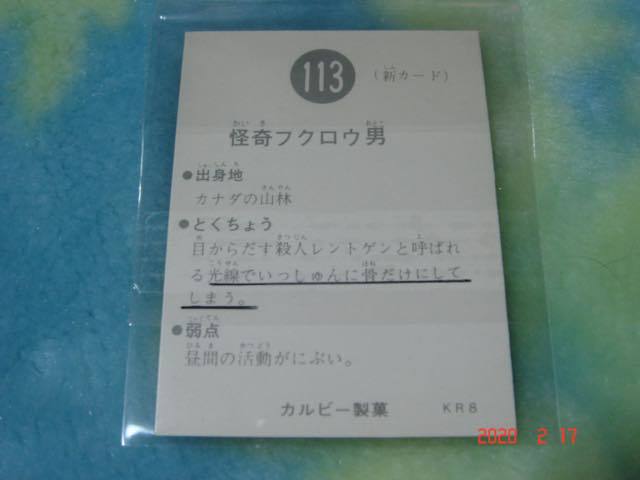 113
(新カード)
怪奇フクロウ男
●出身地
カナダの山林
●とくちょう
目からだす殺人レントゲンと呼ばれ
る光線でいっしゅんに骨だけにして
しまう。
●弱点
昼間の活動がにぶい。
カルビー製菓 KR8
2020 2 17